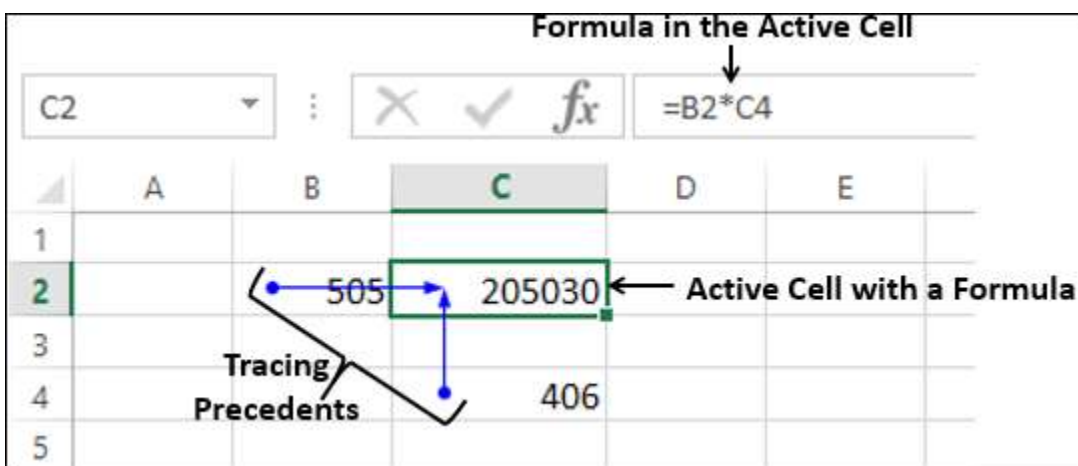 Formula in the Active Cell
C2 fx =B2*C4
A B C D E
1
2 505 205030 Active Cell with a Formula
3
Tracing
4 406
Precedents
5